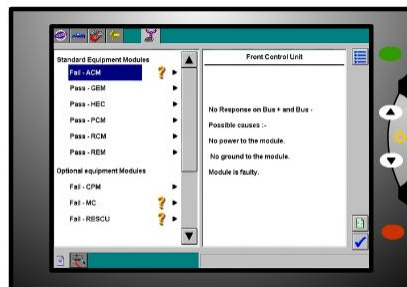 Standard Equipment Modules
Fail - ACM ?
Pass - GEM
Pass - HEC
Pass - PCM
Pass - RCM
Pass - REM
Optional equipment Modules
Fail - CPM
Fail - MC ?
Fail - RESCU ?
Front Control Unit
No Response on Bus + and Bus -
Possible causes :-
No power to the module.
No ground to the module.
Module is faulty.